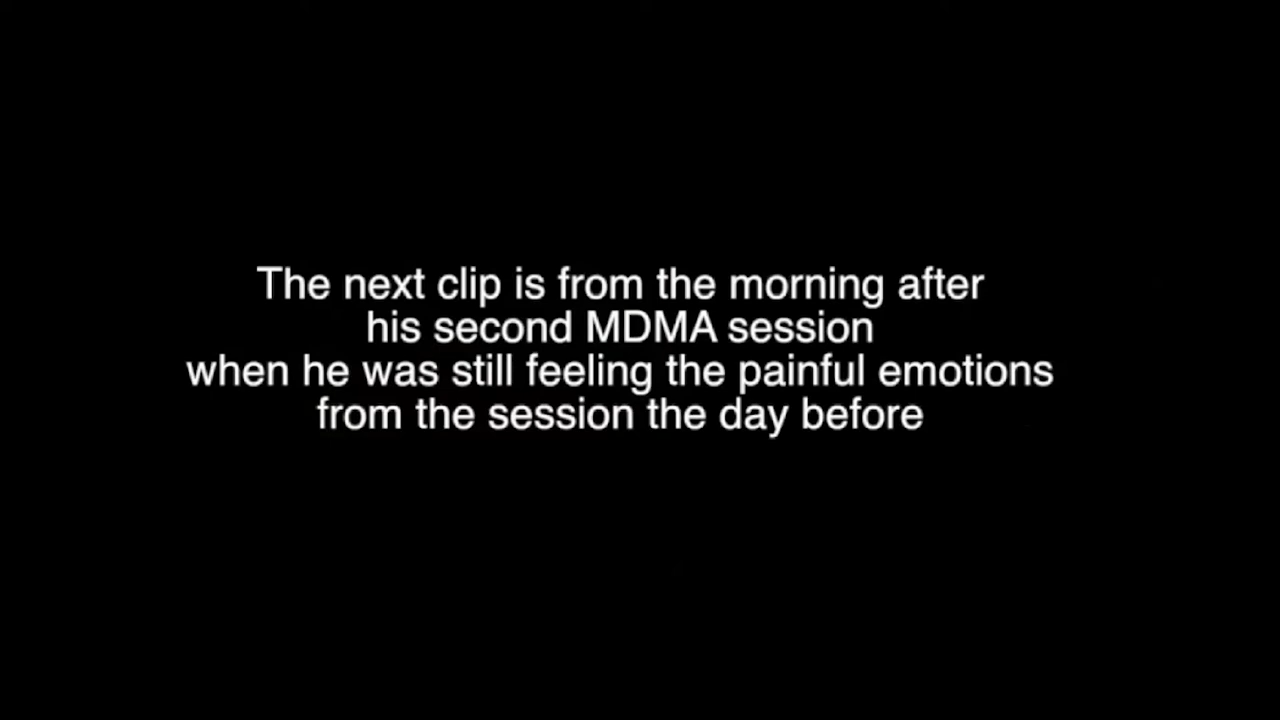 The next clip is from the morning after
his second MDMA session
when he was still feeling the painful emotions
from the session the day before